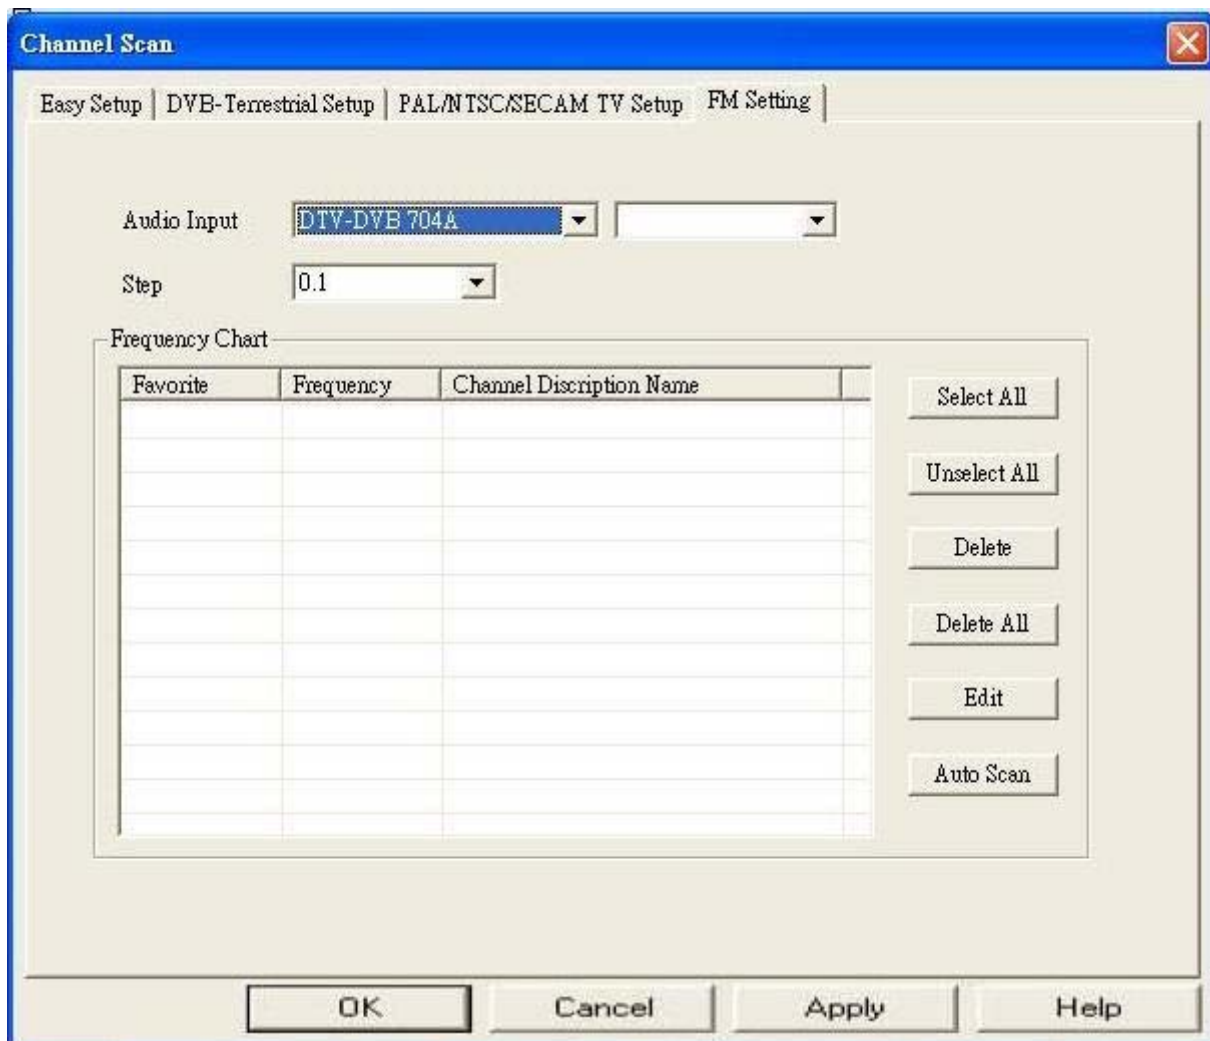 Channel Scan
Easy Setup
DVB-Terrestrial Setup
PAL/NTSC/SECAM TV Setup
FM Setting
Audio Input
DTV-DVB 704A
Step
0.1
Frequency Chart
Favorite
Frequency
Channel Discription Name
Select All
Unselect All
Delete
Delete All
Edit
Auto Scan
OK
Cancel
Apply
Help